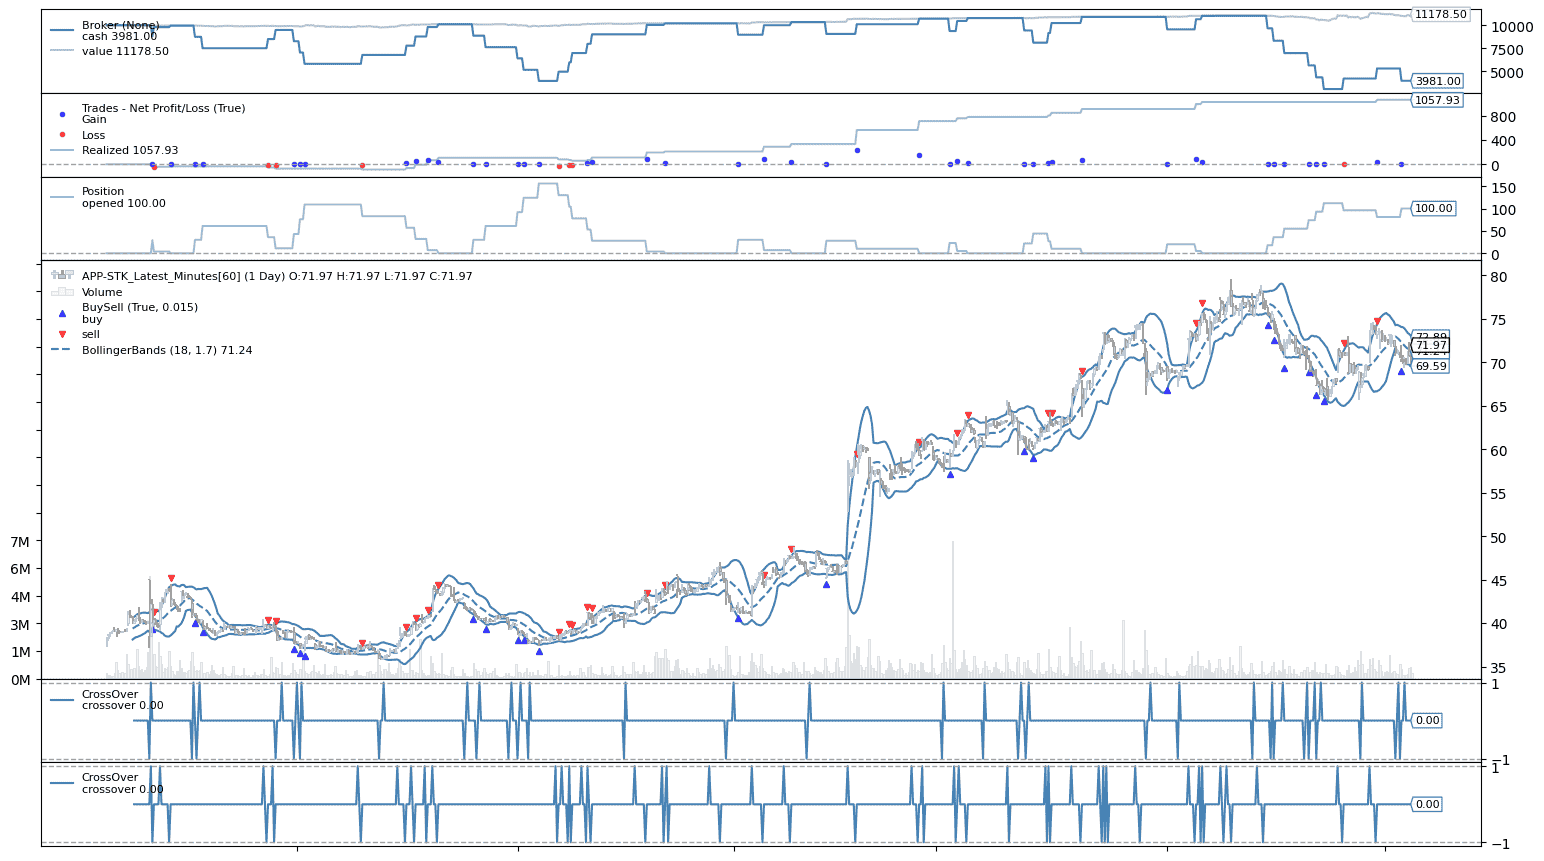 Broker (None)
cash 3981.00
value 11178.50
11178.50
10000
7500
5000
3981.00
Trades - Net Profit/Loss (True)
Gain
Loss
Realized 1057.93
1057.93
800
400
0
Position
opened 100.00
150
100
50
0
100.00
APP-STK_Latest_Minutes[60] (1 Day) O:71.97 H:71.97 L:71.97 C:71.97
Volume
BuySell (True, 0.015)
buy
sell
BollingerBands (18, 1.7) 71.24
80
75
72.89
71.97
71.24
70
69.59
65
60
55
50
45
40
35
7M
6M
4M
3M
1M
0M
CrossOver
crossover 0.00
1
0.00
−1
CrossOver
crossover 0.00
1
0.00
−1